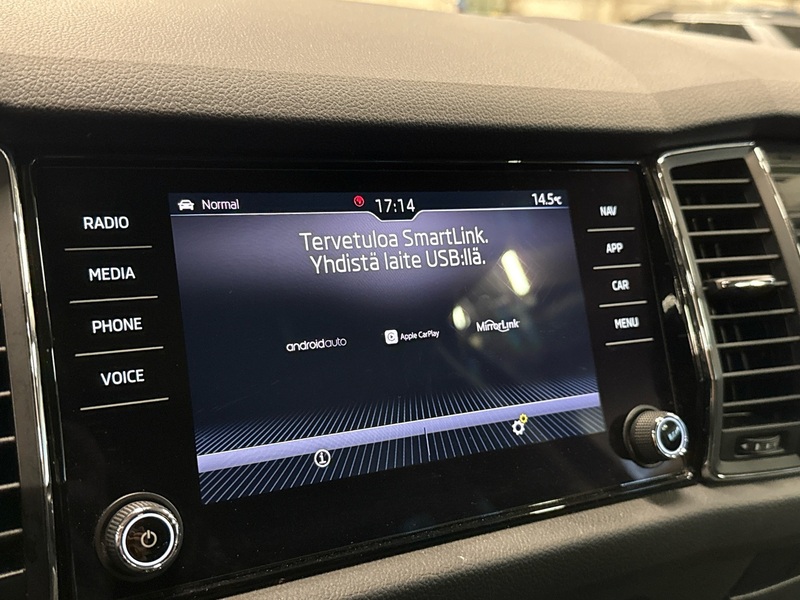 RADIO
MEDIA
PHONE
VOICE
Normal
17:14
14.5°C
Tervetuloa SmartLink.
Yhdistä laite USB:llä.
androidauto
Apple CarPlay
MirrorLink
NAV
APP
CAR
MENU